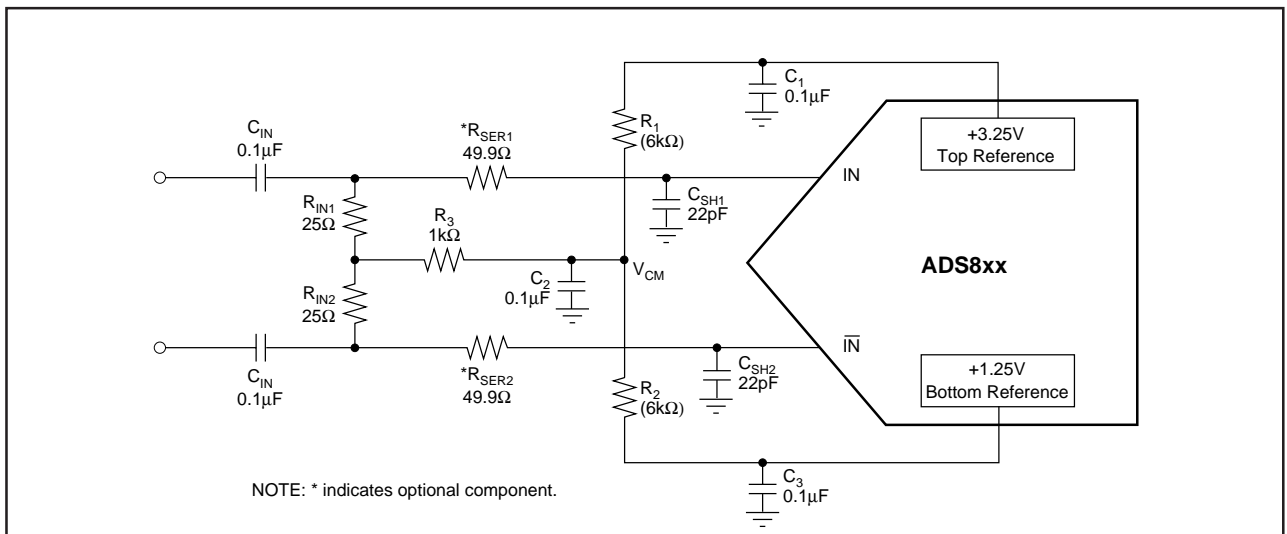 C1
0.1μF
R1
(6kΩ)
+3.25V
Top Reference
CIN
0.1μF
*RSER1
49.9Ω
IN
CSH1
22pF
RIN1
25Ω
R3
1kΩ
VCM
C2
0.1μF
ADS8xx
RIN2
25Ω
I̅N̅
CIN
0.1μF
*RSER2
49.9Ω
CSH2
22pF
R2
(6kΩ)
+1.25V
Bottom Reference
C3
0.1μF
NOTE: * indicates optional component.